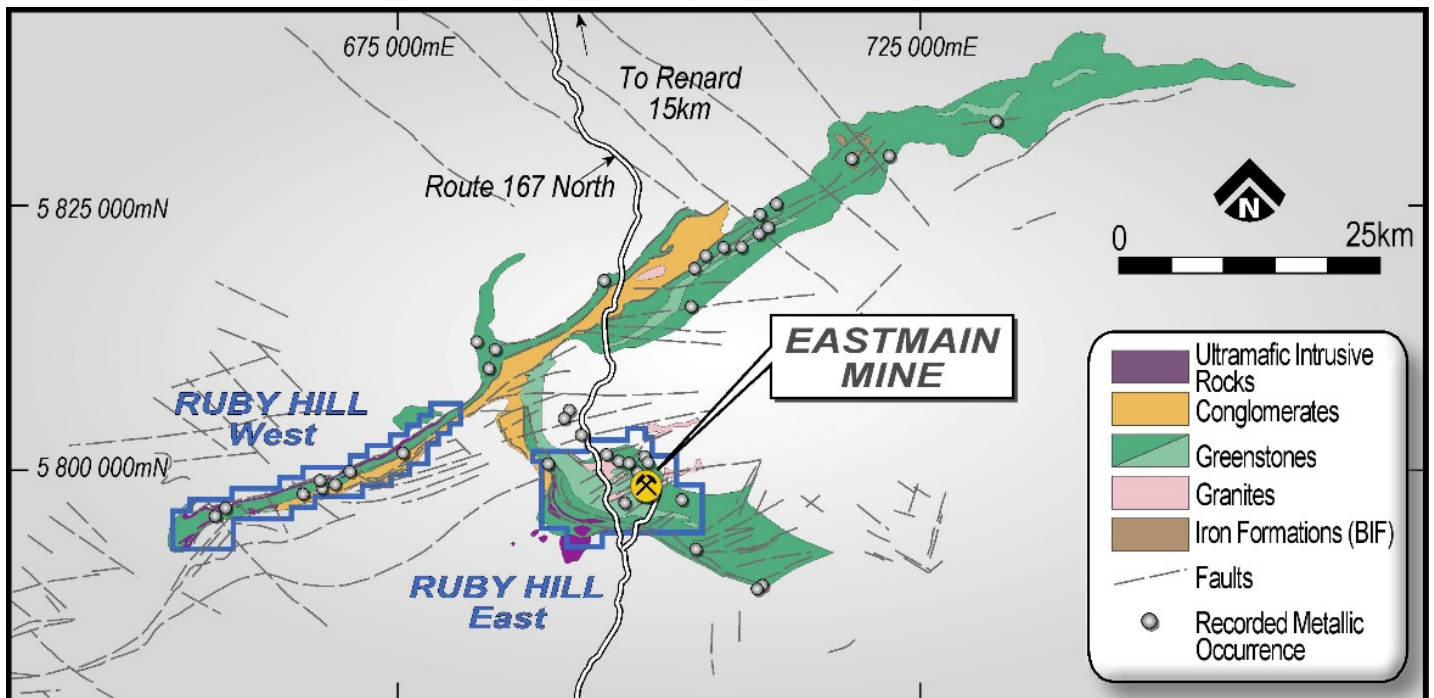 675 000mE
725 000mE
To Renard
15km
Route 167 North
5 825 000mN
N
0
25km
EASTMAIN
MINE
RUBY HILL
West
5 800 000mN
RUBY HILL
East
Ultramafic Intrusive
Rocks
Conglomerates
Greenstones
Granites
Iron Formations (BIF)
Faults
Recorded Metallic
Occurrence